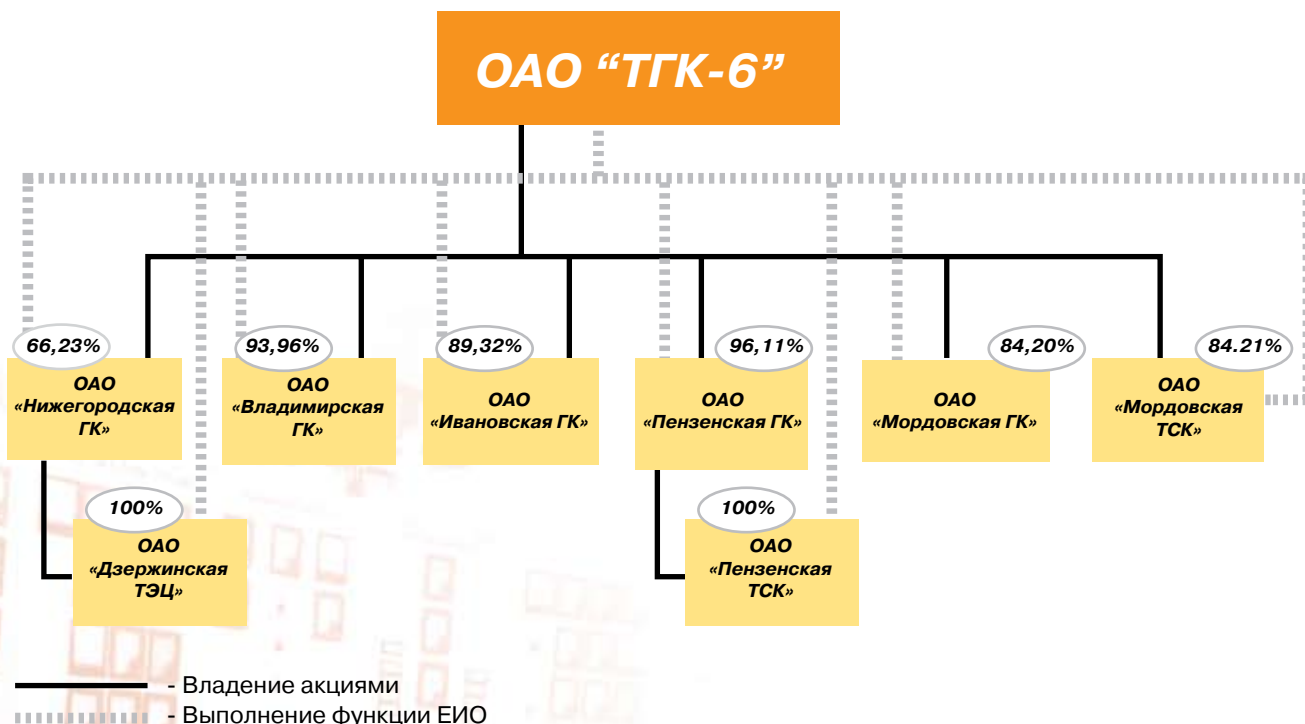 ОАО “ТГК-6”
66,23%
93,96%
89,32%
96,11%
84,20%
84.21%
ОАО
«Нижегородская
ГК»
ОАО
«Владимирская
ГК»
ОАО
«Ивановская ГК»
ОАО
«Пензенская ГК»
ОАО
«Мордовская ГК»
ОАО
«Мордовская
ТСК»
100%
ОАО
«Дзержинская
ТЭЦ»
100%
ОАО
«Пензенская
ТСК»
- Владение акциями
- Выполнение функции ЕИО